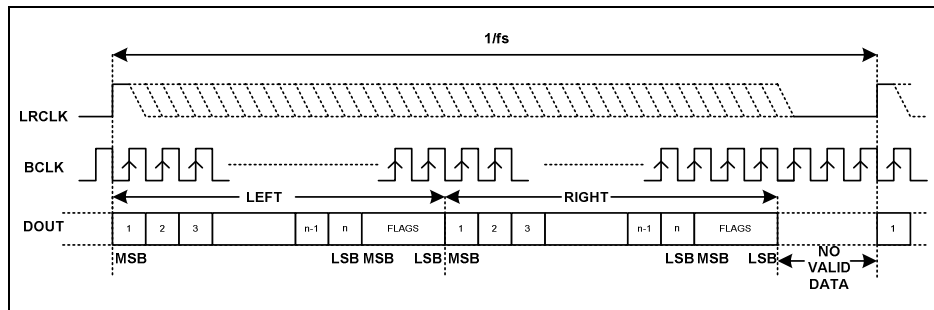 1/fs
LRCLK
BCLK
LEFT RIGHT
DOUT 1 2 3 n-1 n FLAGS 1 2 3 n-1 n FLAGS 1
MSB LSB MSB LSB MSB LSB MSB LSB
NO
VALID
DATA